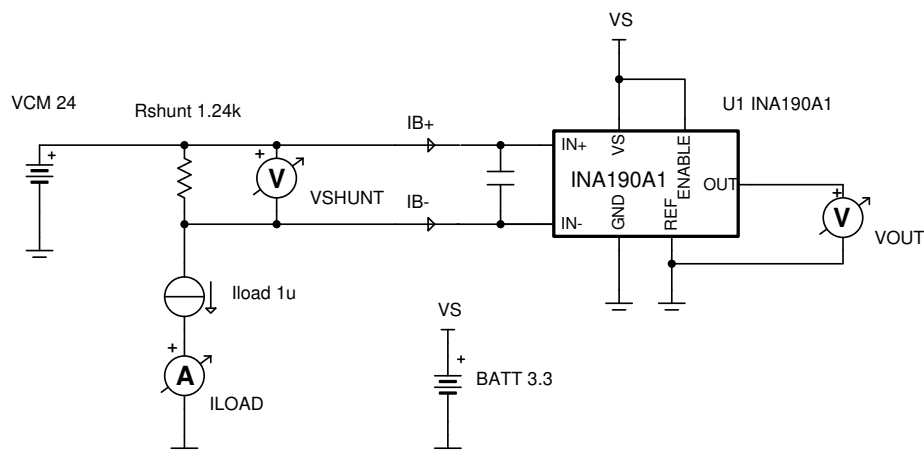 VS
VCM 24
Rshunt 1.24k
U1 INA190A1
IB+
IN+
VS
ENABLE
INA190A1
OUT
V
VSHUNT
IB-
IN-
GND
REF
V
VOUT
Iload 1u
VS
A
ILOAD
BATT 3.3